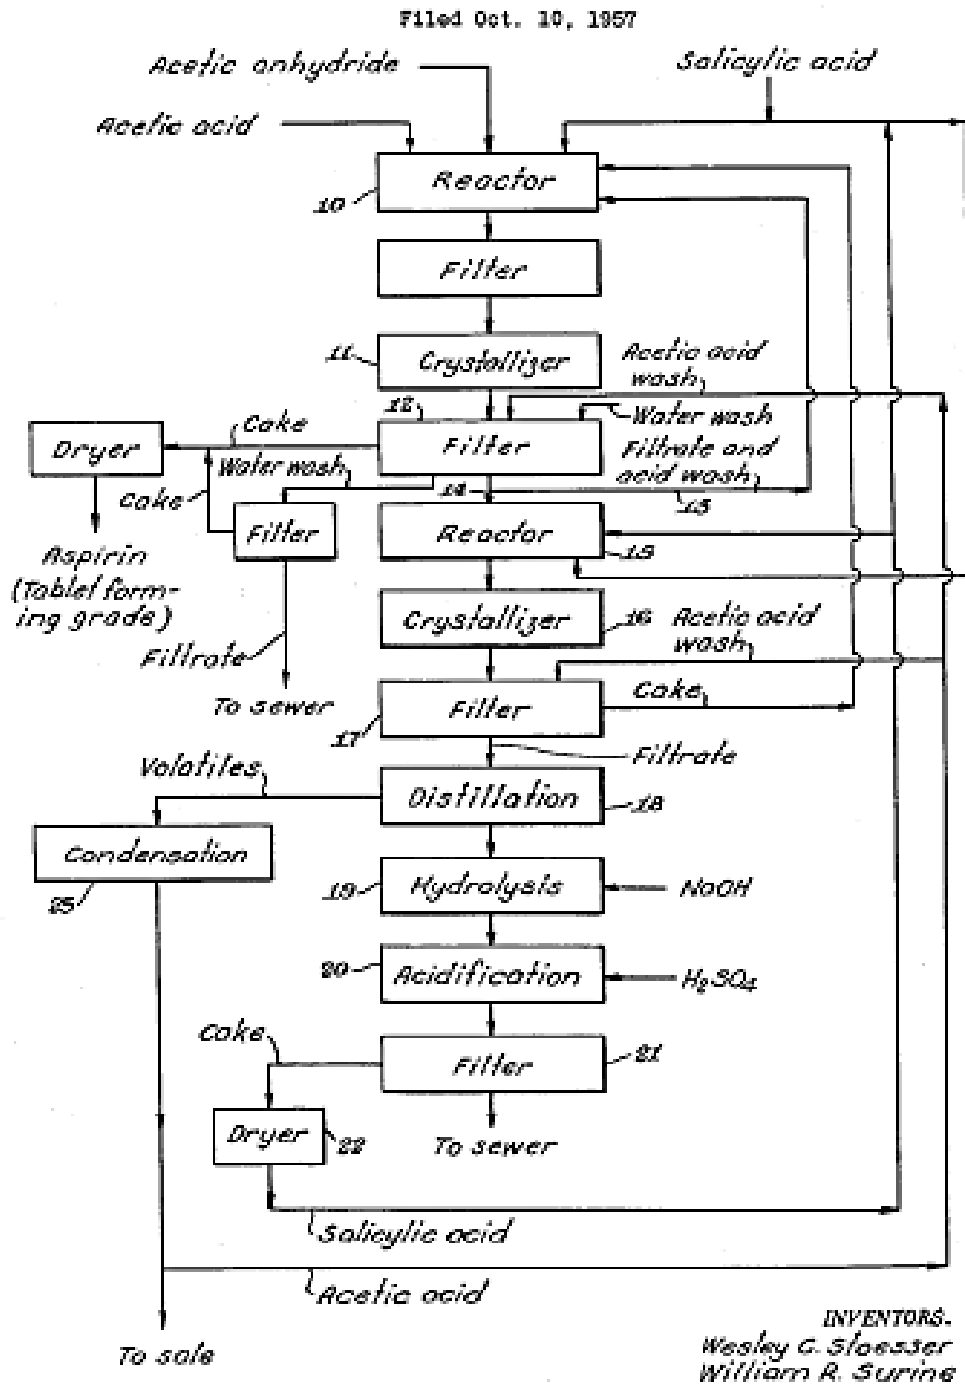 Filed Oct. 10, 1957
Acetic anhydride
Salicylic acid
Acetic acid
Reactor
10
Filter
11
Crystallizer
Acetic acid
wash
12
Water wash
Cake
Dryer
Filter
Filtrate and
acid wash
Water wash
14
13
Cake
Filter
Reactor
15
Aspirin
(Tablet form-
ing grade)
Crystallizer
16
Acetic acid
wash
Filtrate
To sewer
Filter
Cake
17
Filtrate
Volatiles
Distillation
18
Condensation
25
19
Hydrolysis
NaOH
20
Acidification
H₂SO₄
Cake
Filter
21
Dryer
22
To sewer
Salicylic acid
Acetic acid
To sale
INVENTORS.
Wesley C. Stoesser
William R. Surine